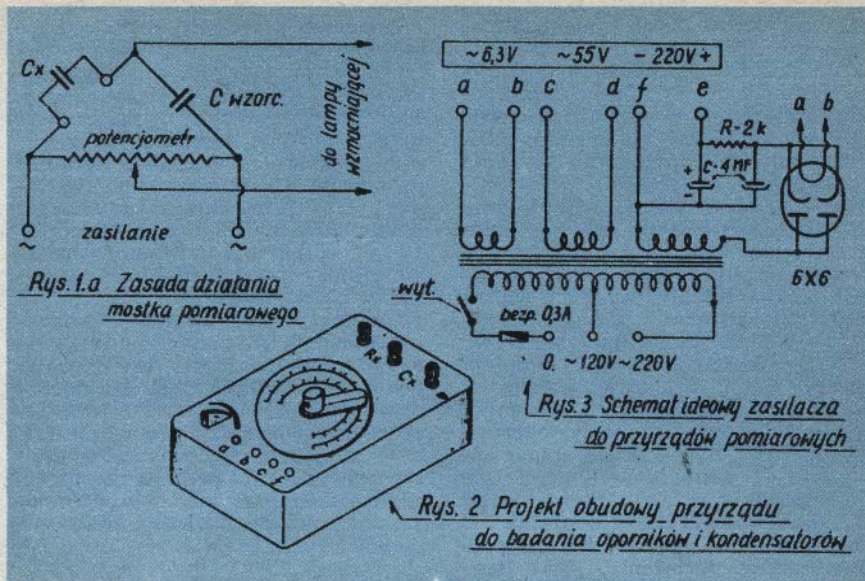 Cx
C wzorc.
potencjometr
do lampy
wzmacniającej
~
zasilanie
~
Rys. 1.a Zasada działania
mostka pomiarowego
~6,3V ~55V - 220V +
a b c d f e
a b
R-2k
+
C-4MF
-
6X6
wył.
bezp. 0,3A
0. ~120V ~220V
Rys. 3 Schemat ideowy zasilacza
do przyrządów pomiarowych
Rx
Cx
a b c f
Rys. 2 Projekt obudowy przyrządu
do badania oporników i kondensatorów